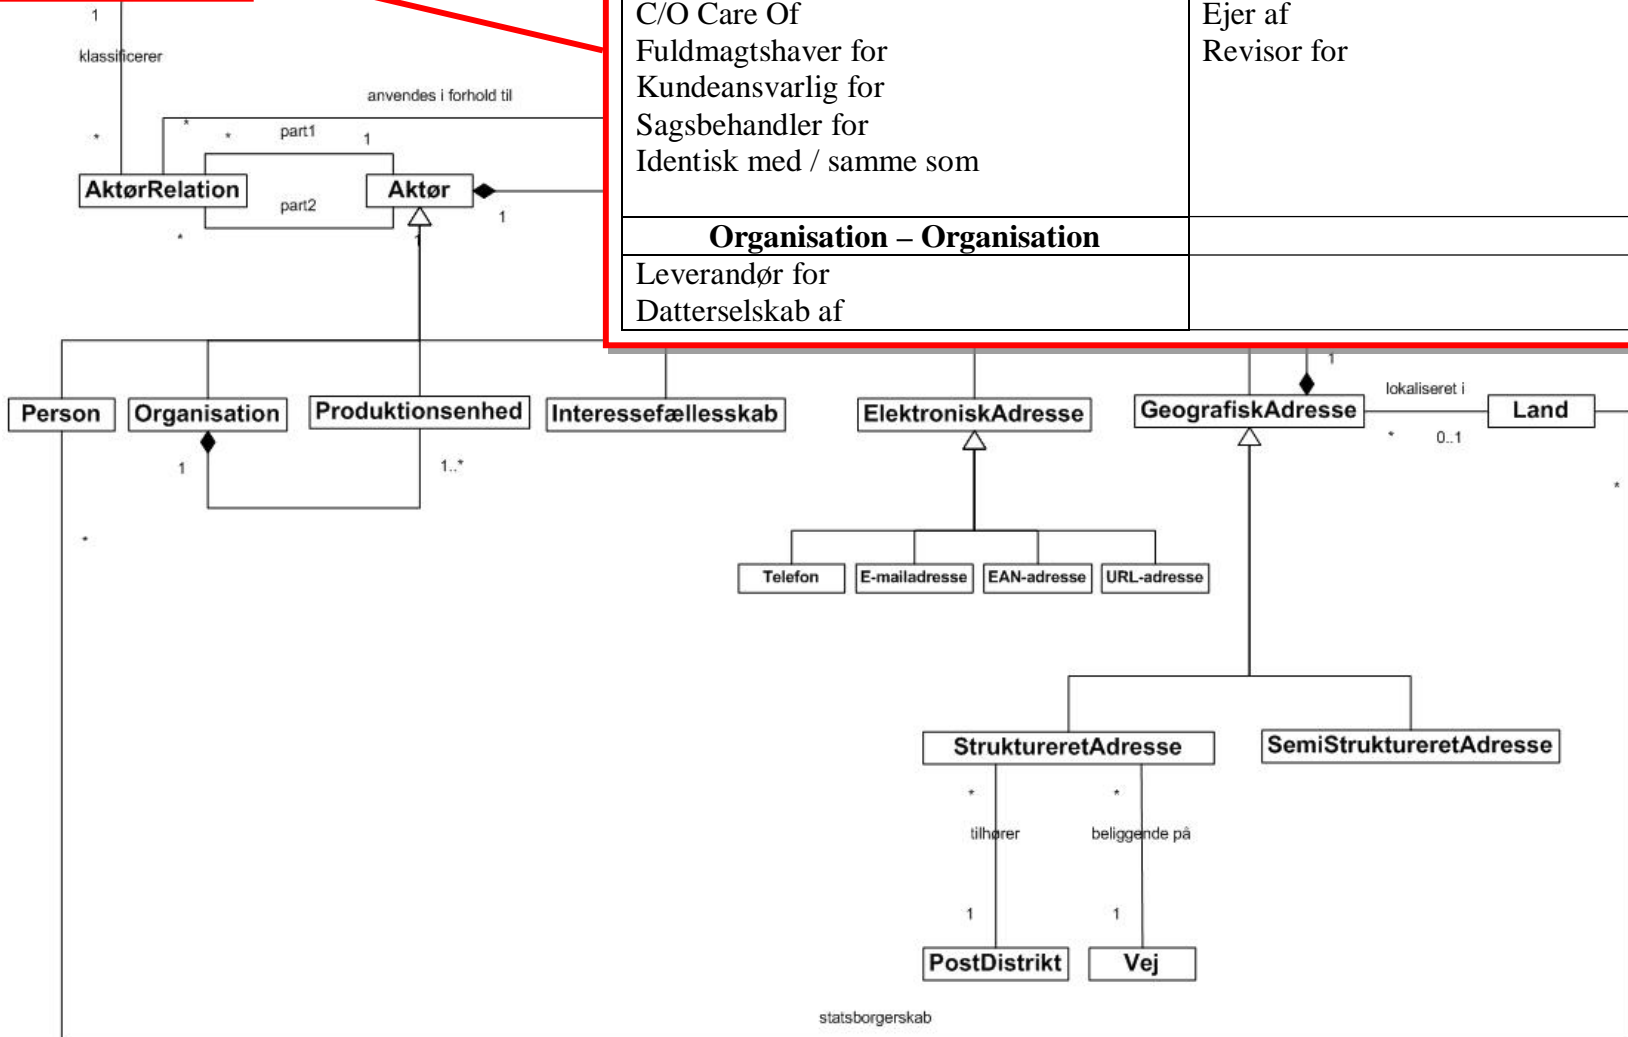 C/O Care Of
Ejer af
Fuldmagtshaver for
Revisor for
Kundeansvarlig for
Sagsbehandler for
Identisk med / samme som
Organisation – Organisation
Leverandør for
Datterselskab af
1
klassificerer
anvendes i forhold til
*
*
*
part1
1
AktørRelation
Aktør
part2
1
*
1
1
lokaliseret i
Person
Organisation
Produktionsenhed
Interessefællesskab
ElektroniskAdresse
GeografiskAdresse
Land
*
0..1
1
1..*
*
*
Telefon
E-mailadresse
EAN-adresse
URL-adresse
StruktureretAdresse
SemiStruktureretAdresse
*
*
tilhører
beliggende på
1
1
PostDistrikt
Vej
statsborgerskab